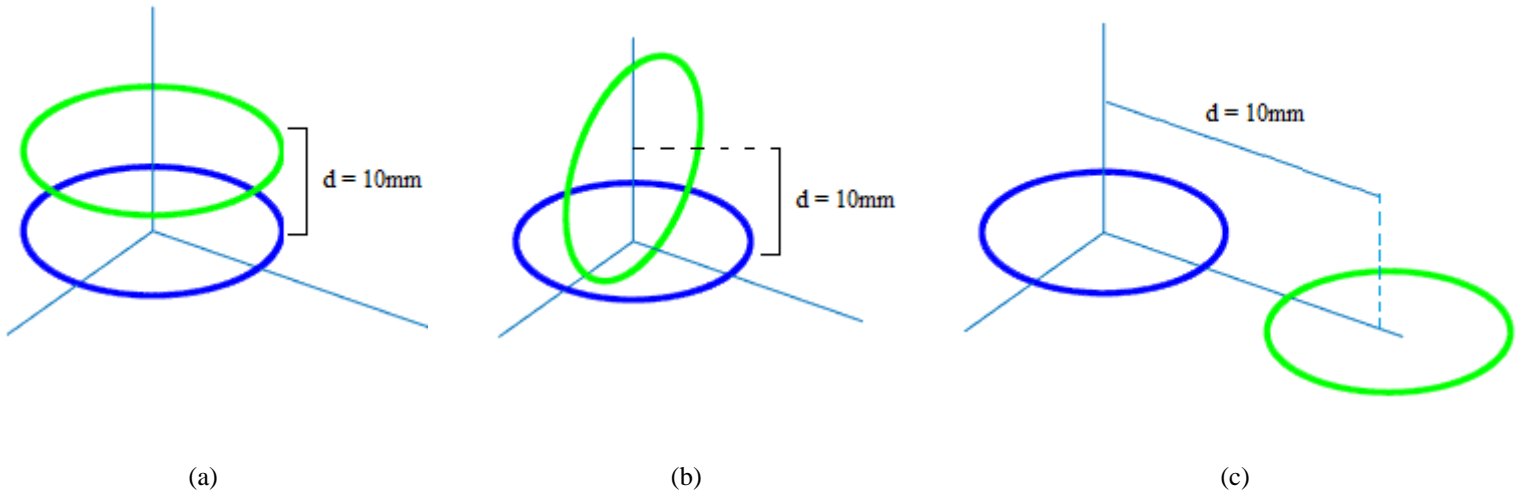 d = 10mm
d = 10mm
d = 10mm
(a)
(b)
(c)